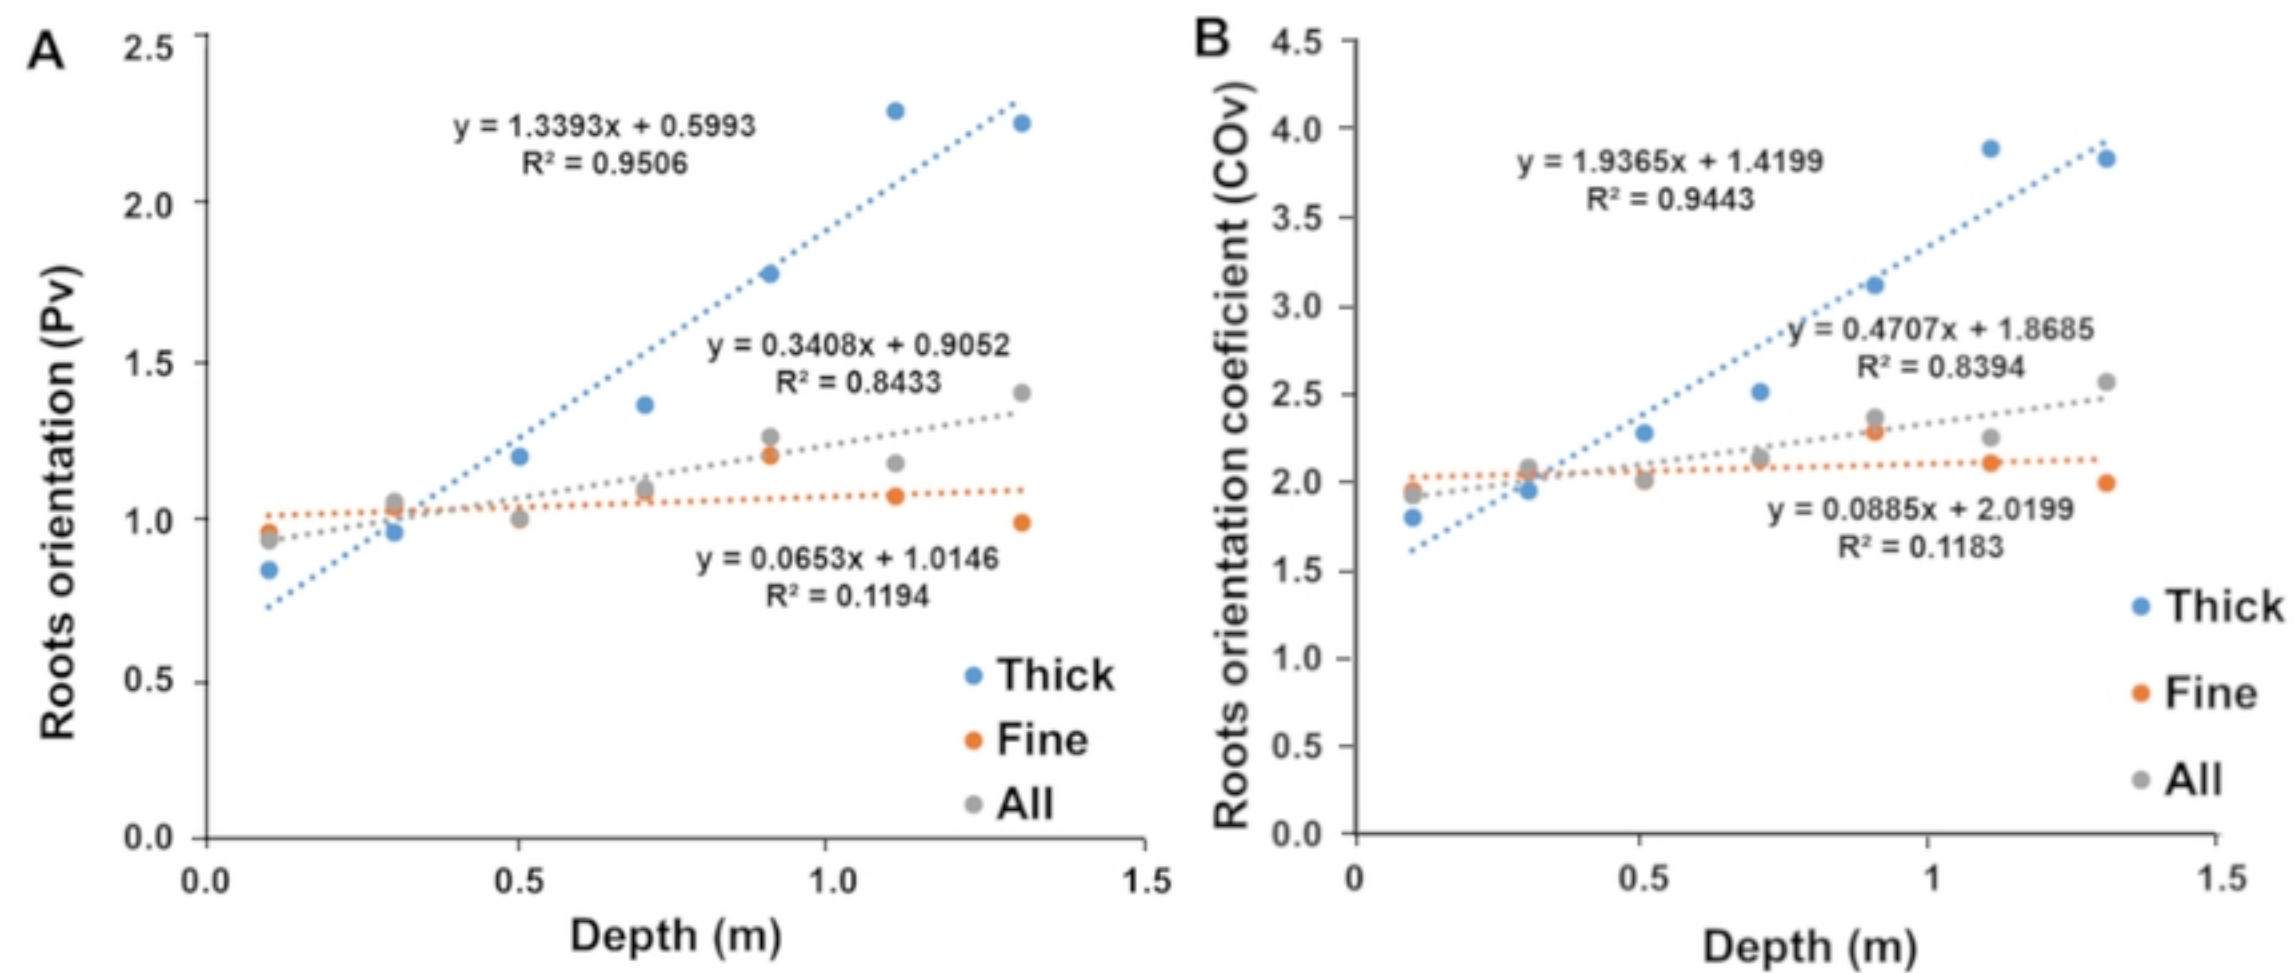 A
2.5
2.0
1.5
1.0
0.5
0.0
Roots orientation (Pv)
y = 1.3393x + 0.5993
R² = 0.9506
y = 0.3408x + 0.9052
R² = 0.8433
y = 0.0653x + 1.0146
R² = 0.1194
Thick
Fine
All
0.0 0.5 1.0 1.5
Depth (m)
B
4.5
4.0
3.5
3.0
2.5
2.0
1.5
1.0
0.5
0.0
Roots orientation coeficient (COv)
y = 1.9365x + 1.4199
R² = 0.9443
y = 0.4707x + 1.8685
R² = 0.8394
y = 0.0885x + 2.0199
R² = 0.1183
Thick
Fine
All
0 0.5 1 1.5
Depth (m)